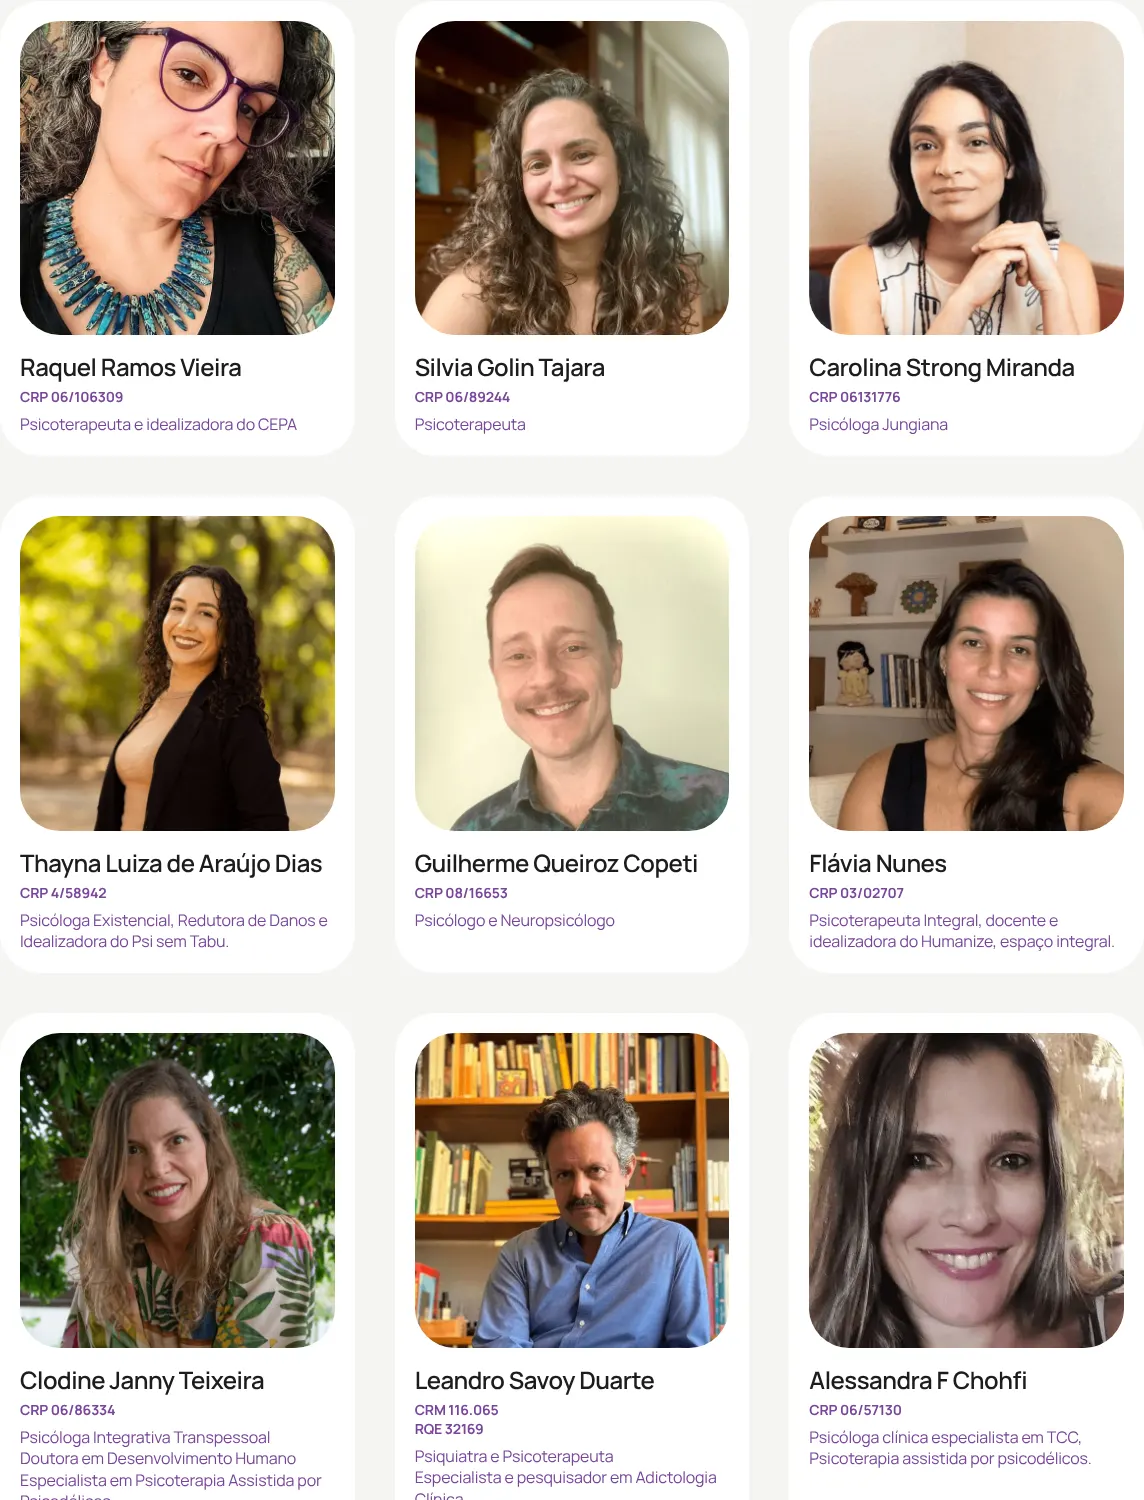 Raquel Ramos Vieira
CRP 06/106309
Psicoterapeuta e idealizadora do CEPA
Silvia Golin Tajara
CRP 06/89244
Psicoterapeuta
Carolina Strong Miranda
CRP 06131776
Psicóloga Jungiana
Thayna Luiza de Araújo Dias
CRP 4/58942
Psicóloga Existencial, Redutora de Danos e
Idealizadora do Psi sem Tabu.
Guilherme Queiroz Copeti
CRP 08/16653
Psicólogo e Neuropsicólogo
Flávia Nunes
CRP 03/02707
Psicoterapeuta Integral, docente e
idealizadora do Humanize, espaço integral.
Clodine Janny Teixeira
CRP 06/86334
Psicóloga Integrativa Transpessoal
Doutora em Desenvolvimento Humano
Especialista em Psicoterapia Assistida por
Psicodélicos
Leandro Savoy Duarte
CRM 116.065
RQE 32169
Psiquiatra e Psicoterapeuta
Especialista e pesquisador em Adictologia
Clínica
Alessandra F Chohfi
CRP 06/57130
Psicóloga clínica especialista em TCC,
Psicoterapia assistida por psicodélicos.